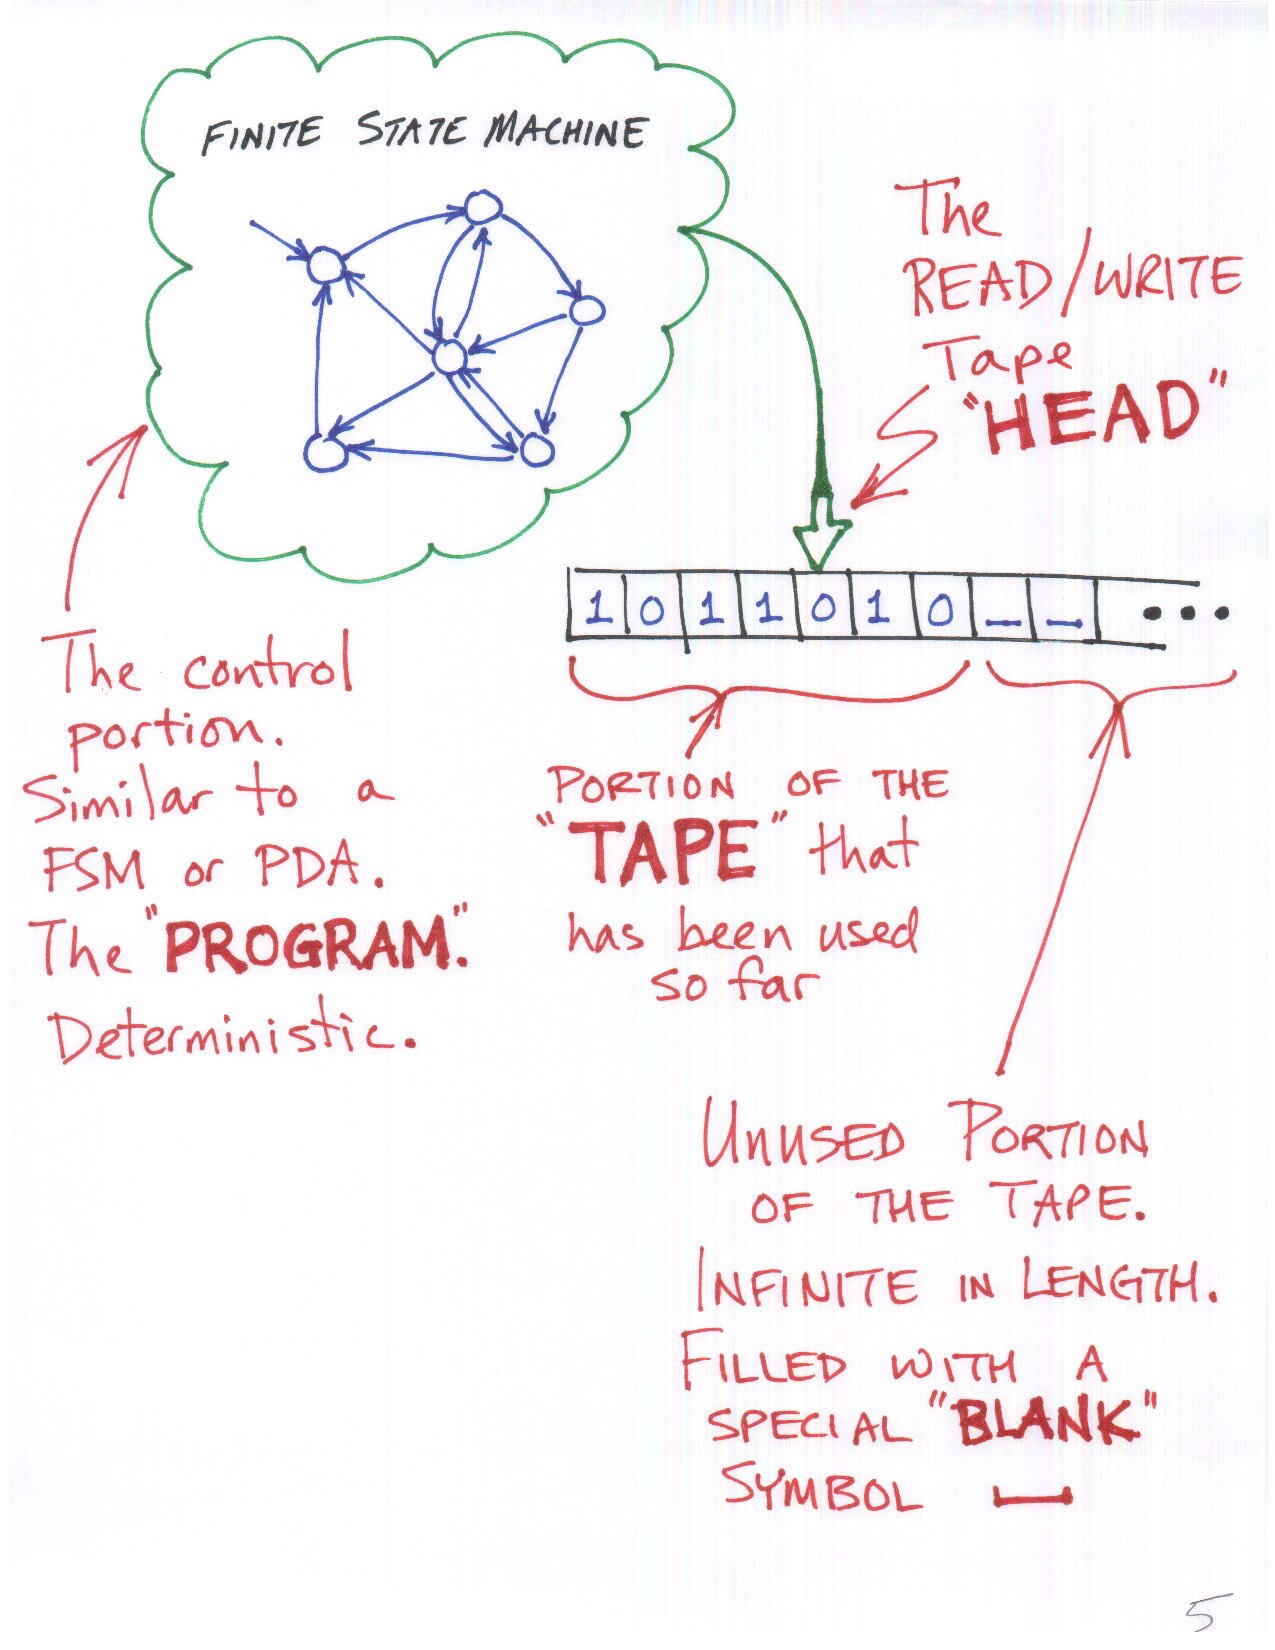 FINITE STATE MACHINE
The
READ/WRITE
Tape
"HEAD"
1 0 1 1 0 1 0 _ _ •••
The control
portion.
Similar to a
FSM or PDA.
The "PROGRAM".
Deterministic.
PORTION OF THE
"TAPE" that
has been used
so far
UNUSED PORTION
OF THE TAPE.
INFINITE IN LENGTH.
FILLED WITH A
SPECIAL "BLANK"
SYMBOL ⎵
5